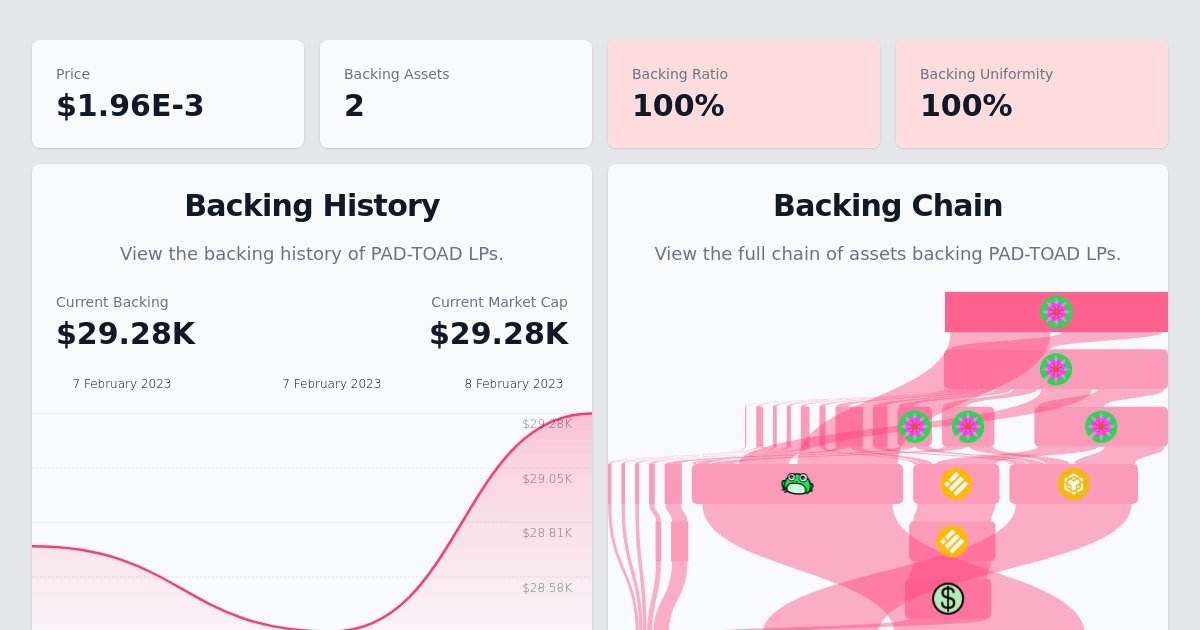 Price
$1.96E-3
Backing Assets
2
Backing Ratio
100%
Backing Uniformity
100%
Backing History
View the backing history of PAD-TOAD LPs.
Current Backing
$29.28K
Current Market Cap
$29.28K
7 February 2023
7 February 2023
8 February 2023
$29.28K
$29.05K
$28.81K
$28.58K
Backing Chain
View the full chain of assets backing PAD-TOAD LPs.
$